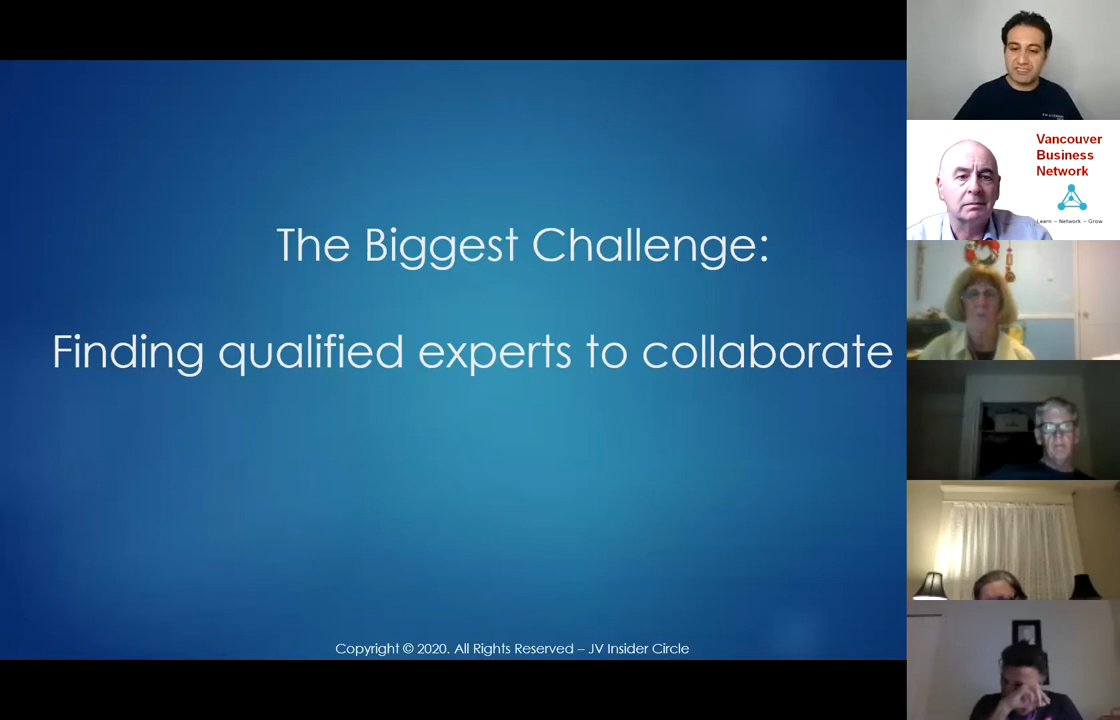 The Biggest Challenge:
Finding qualified experts to collaborate
Copyright © 2020. All Rights Reserved – JV Insider Circle
Vancouver
Business
Network
Learn – Network – Grow